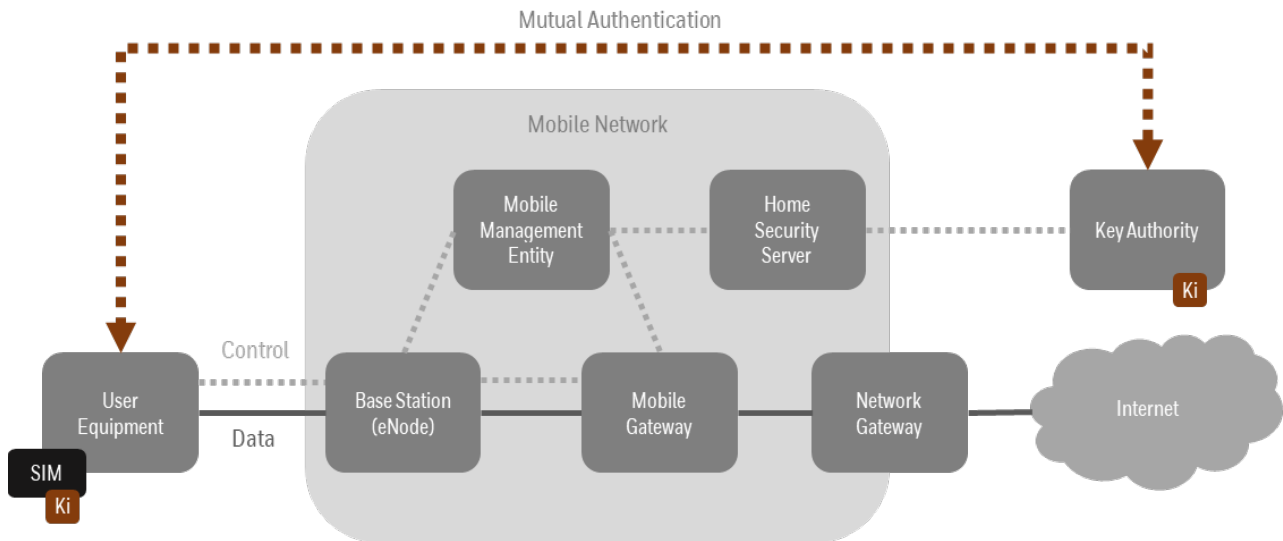 Mutual Authentication
Mobile Network
Mobile
Management
Entity
Home
Security
Server
Key Authority
Ki
Control
User
Equipment
Base Station
(eNode)
Mobile
Gateway
Network
Gateway
Internet
Data
SIM
Ki